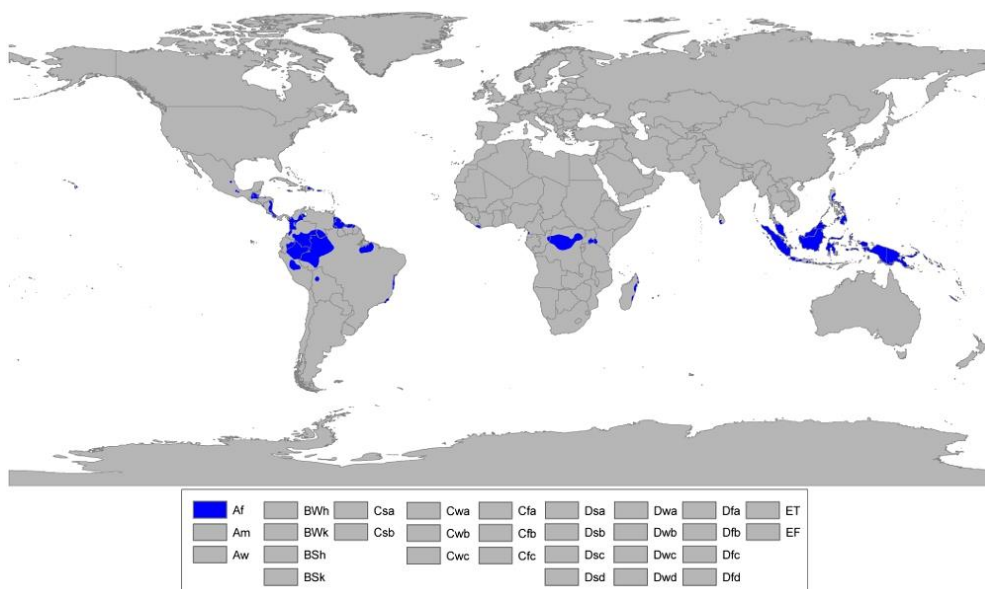 Af BWh Csa Cwa Cfa Dsa Dwa Dfa ET
Am BWk Csb Cwb Cfb Dsb Dwb Dfb EF
Aw BSh Cwc Cfc Dsc Dwc Dfc
BSk Dsd Dwd Dfd